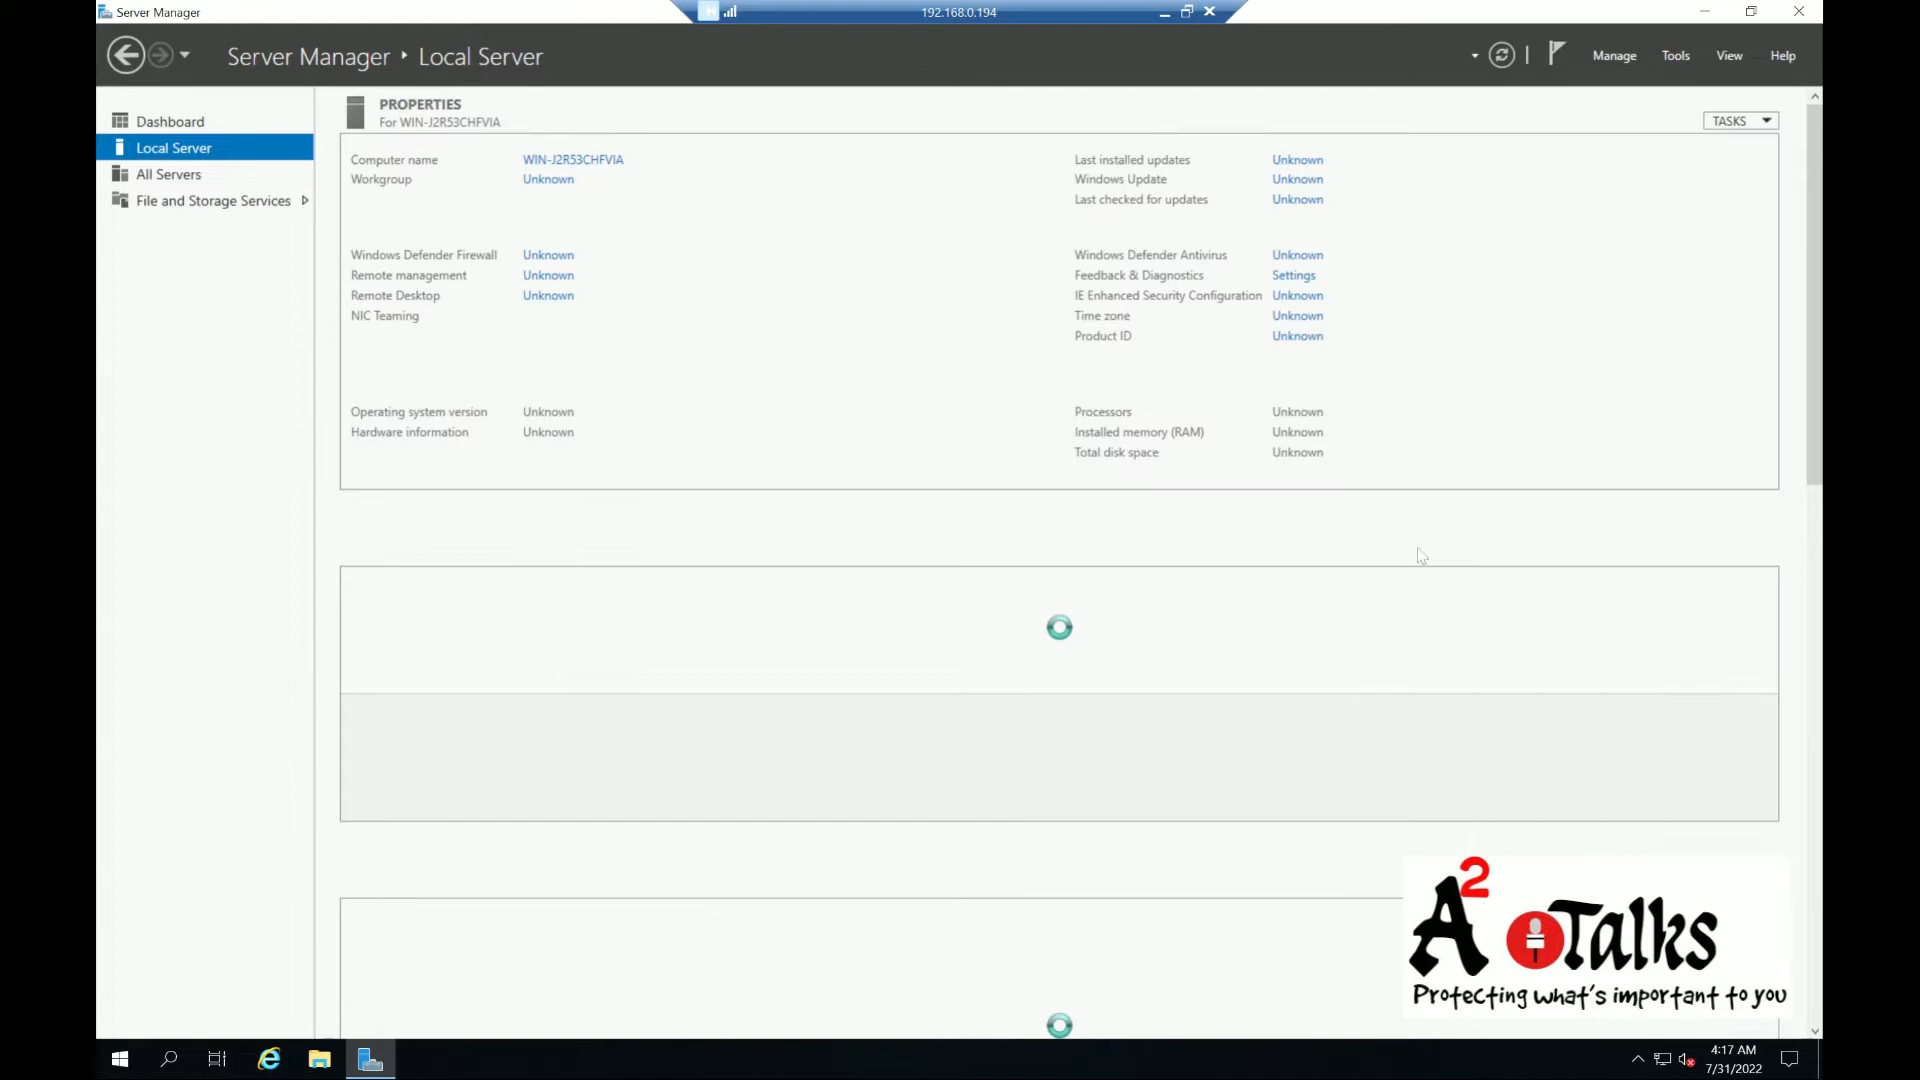 Server Manager
192.168.0.194
Server Manager
Local Server
Manage
Tools
View
Help
Dashboard
Local Server
All Servers
File and Storage Services
PROPERTIES
For WIN-J2R53CHFVIA
TASKS
Computer name WIN-J2R53CHFVIA
Workgroup Unknown
Last installed updates Unknown
Windows Update Unknown
Last checked for updates Unknown
Windows Defender Firewall Unknown
Remote management Unknown
Remote Desktop Unknown
NIC Teaming
Windows Defender Antivirus Unknown
Feedback & Diagnostics Settings
IE Enhanced Security Configuration Unknown
Time zone Unknown
Product ID Unknown
Operating system version Unknown
Hardware information Unknown
Processors Unknown
Installed memory (RAM) Unknown
Total disk space Unknown
A2 Talks
Protecting what's important to you
4:17 AM
7/31/2022